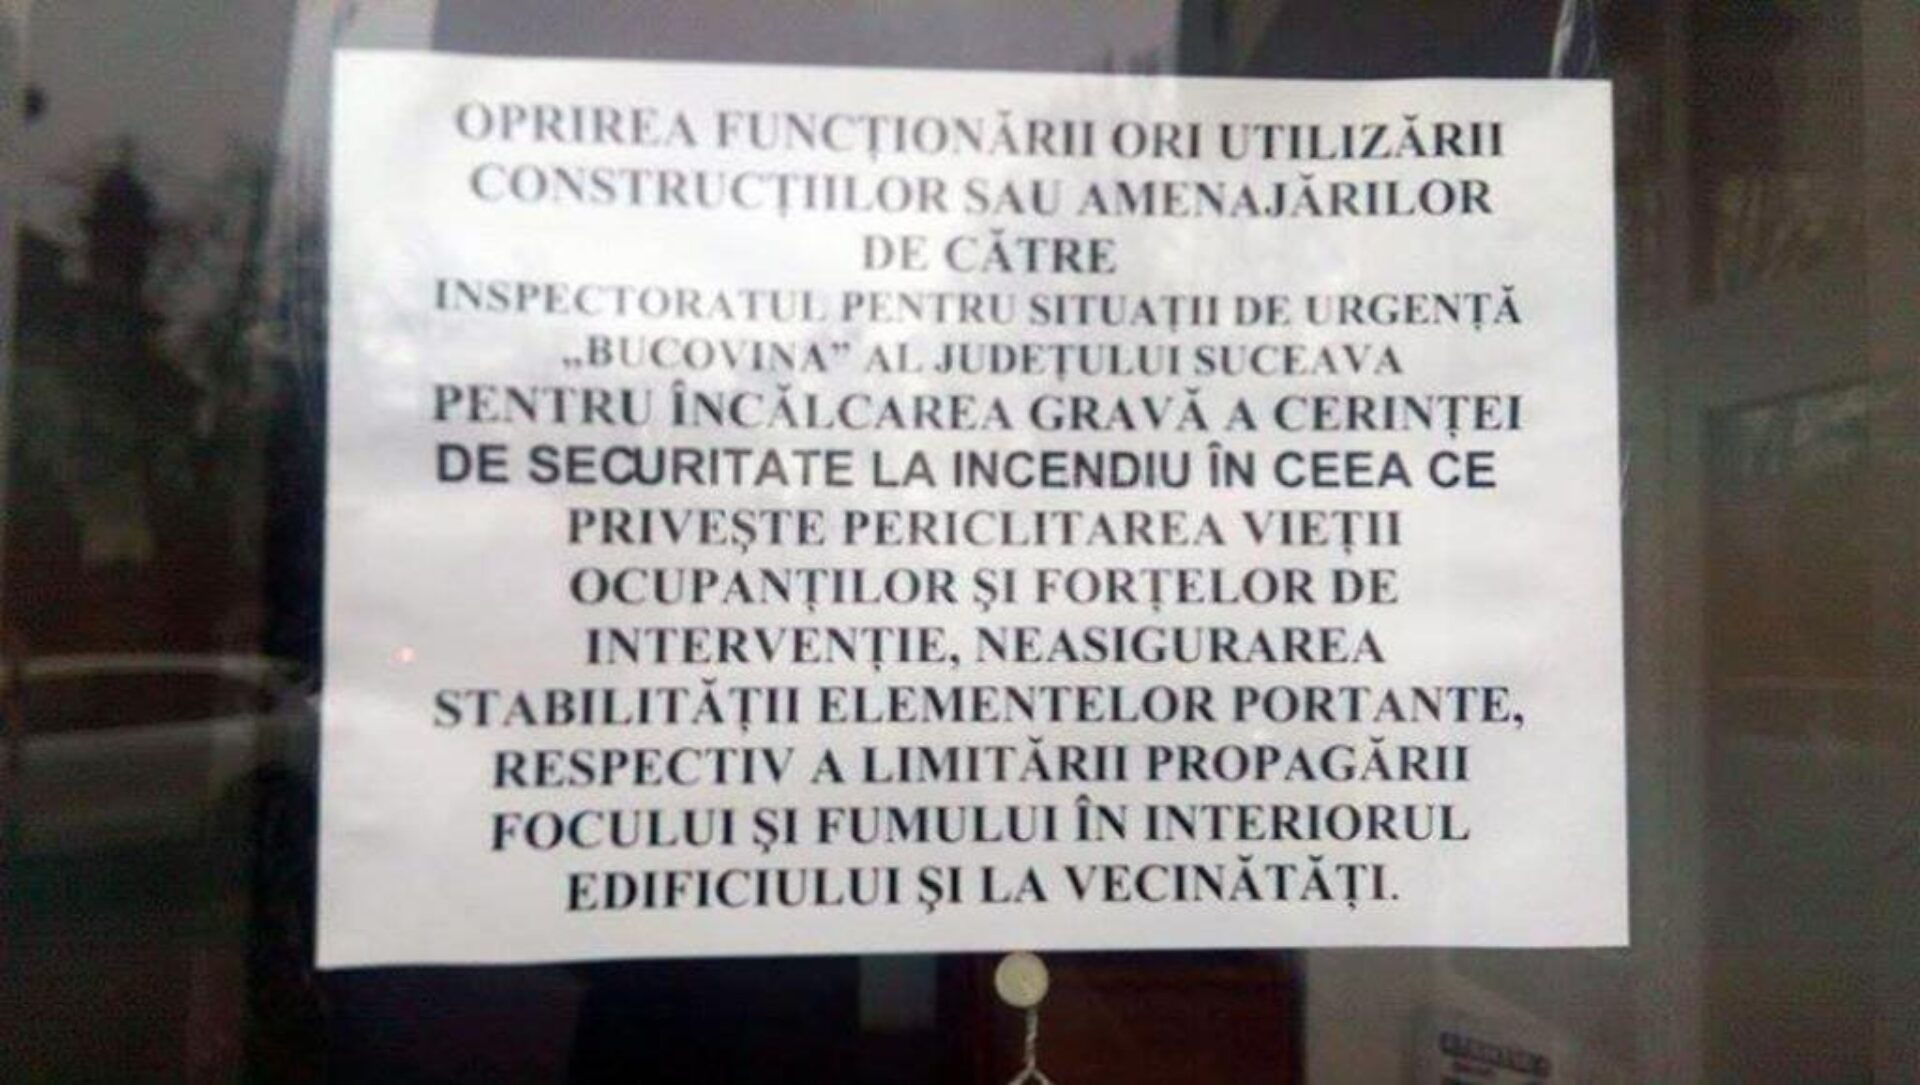 OPRIREA FUNCȚIONĂRII ORI UTILIZĂRII
CONSTRUCȚIILOR SAU AMENAJĂRILOR
DE CĂTRE
INSPECTORATUL PENTRU SITUAȚII DE URGENȚĂ
„BUCOVINA” AL JUDEȚULUI SUCEAVA
PENTRU ÎNCĂLCAREA GRAVĂ A CERINȚEI
DE SECURITATE LA INCENDIU ÎN CEEA CE
PRIVEȘTE PERICLITAREA VIEȚII
OCUPANȚILOR ȘI FORȚELOR DE
INTERVENȚIE, NEASIGURAREA
STABILITĂȚII ELEMENTELOR PORTANTE,
RESPECTIV A LIMITĂRII PROPAGĂRII
FOCULUI ȘI FUMULUI ÎN INTERIORUL
EDIFICIULUI ȘI LA VECINĂTĂȚI.